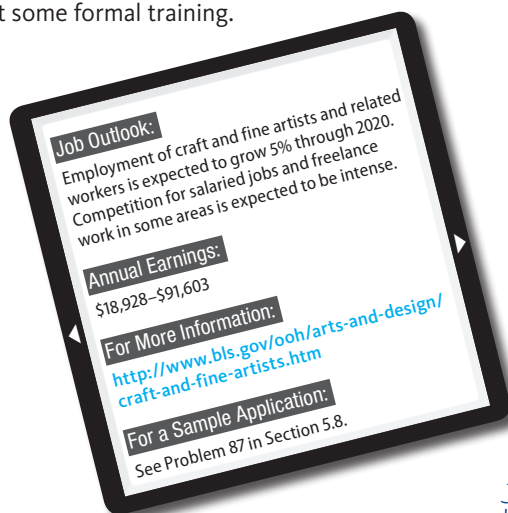 t some formal training.
Job Outlook:
Employment of craft and fine artists and related
workers is expected to grow 5% through 2020.
Competition for salaried jobs and freelance
work in some areas is expected to be intense.
Annual Earnings:
$18,928–$91,603
For More Information:
http://www.bls.gov/ooh/arts-and-design/
craft-and-fine-artists.htm
For a Sample Application:
See Problem 87 in Section 5.8.